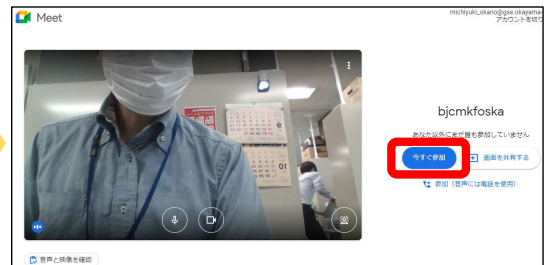 Meet
michiyuki_okano@gse.okayama-
アカウントを切り
bjcmkfoska
あなた以外にまだ誰も参加していません
今すぐ参加
画面を共有する
参加（音声には電話を使用）
音声と映像を確認
01